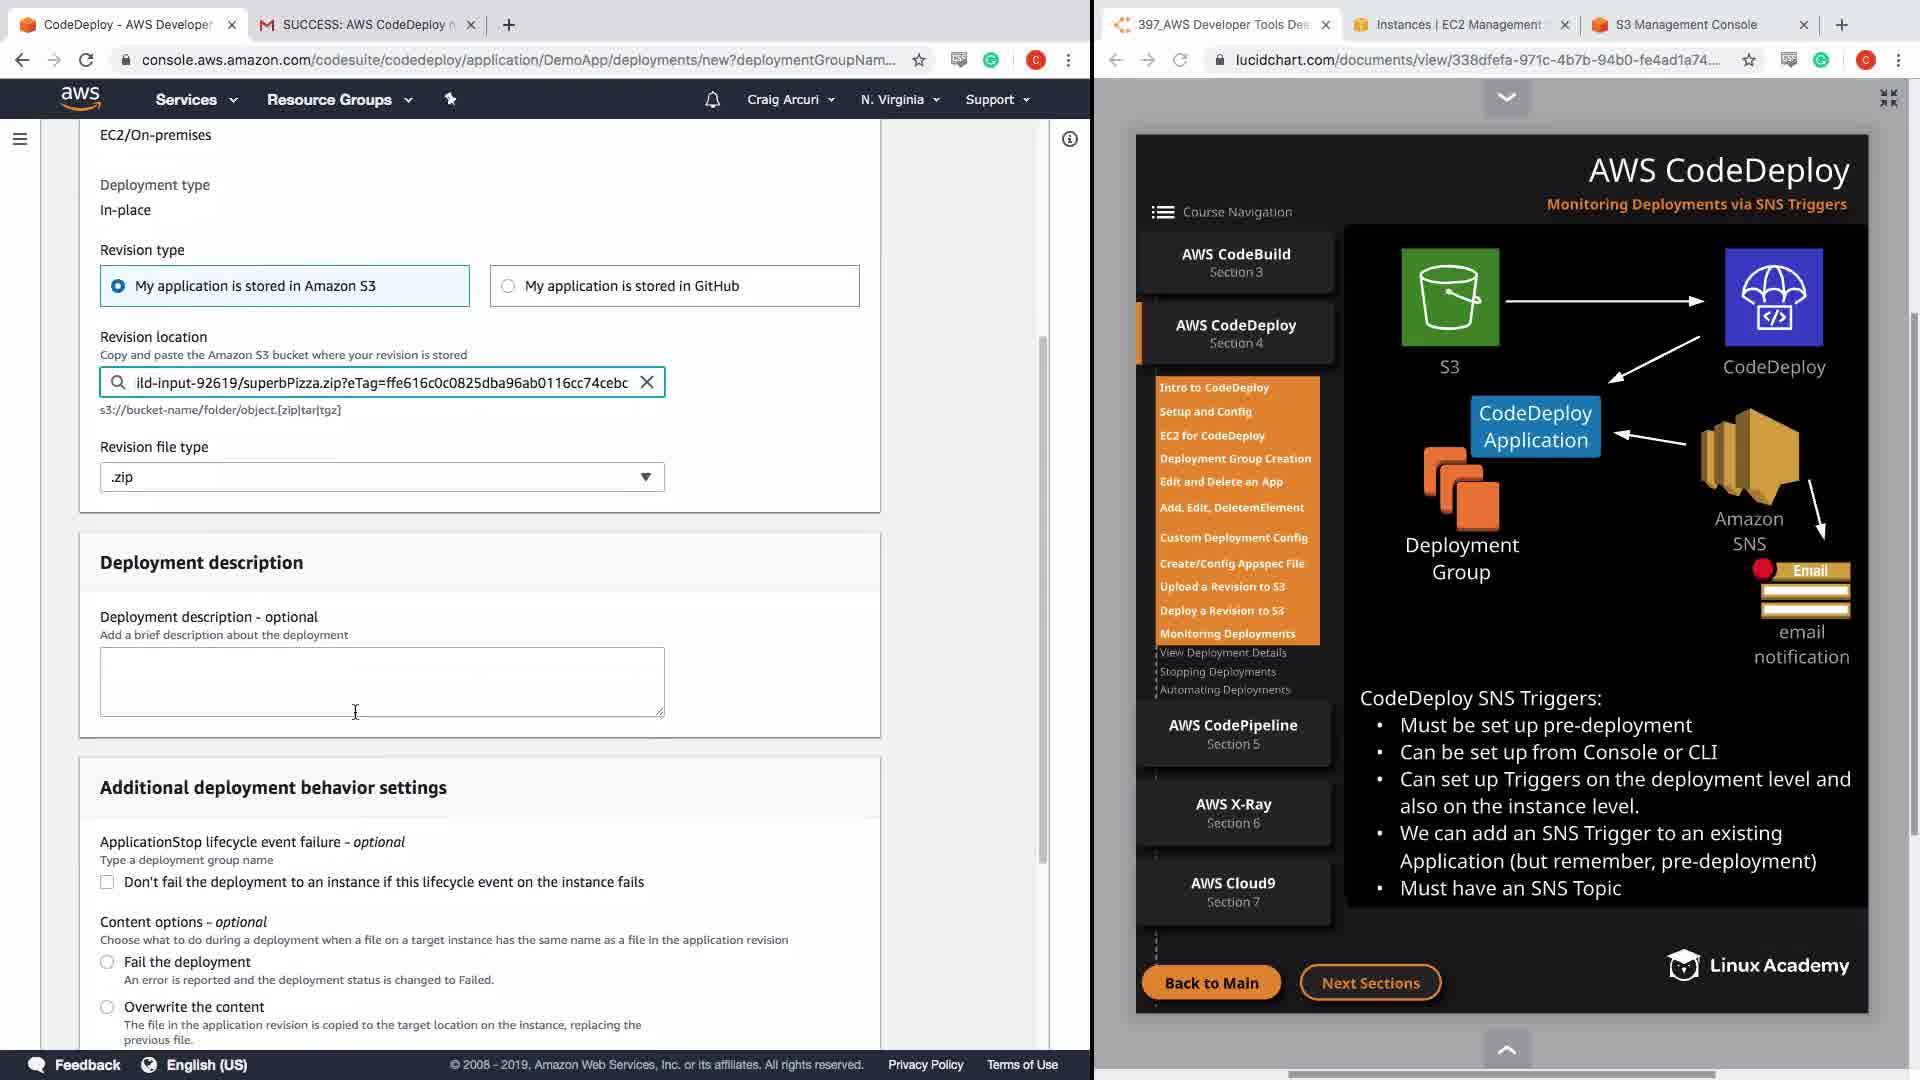 CodeDeploy - AWS Developer
SUCCESS: AWS CodeDeploy n
console.aws.amazon.com/codesuite/codedeploy/application/DemoApp/deployments/new?deploymentGroupNam...
C
aws
Services
Resource Groups
Craig Arcuri
N. Virginia
Support
EC2/On-premises
Deployment type
In-place
Revision type
My application is stored in Amazon S3
My application is stored in GitHub
Revision location
Copy and paste the Amazon S3 bucket where your revision is stored
ild-input-92619/superbPizza.zip?eTag=ffe616c0c0825dba96ab0116cc74cebc
s3://bucket-name/folder/object.[zip|tar|tgz]
Revision file type
.zip
Deployment description
Deployment description - optional
Add a brief description about the deployment
Additional deployment behavior settings
ApplicationStop lifecycle event failure - optional
Type a deployment group name
Don't fail the deployment to an instance if this lifecycle event on the instance fails
Content options - optional
Choose what to do during a deployment when a file on a target instance has the same name as a file in the application revision
Fail the deployment
An error is reported and the deployment status is changed to Failed.
Overwrite the content
The file in the application revision is copied to the target location on the instance, replacing the
previous file.
Feedback
English (US)
© 2008 - 2019, Amazon Web Services, Inc. or its affiliates. All rights reserved.
Privacy Policy
Terms of Use
397_AWS Developer Tools Dee
Instances | EC2 Management
S3 Management Console
lucidchart.com/documents/view/338dfefa-971c-4b7b-94b0-fe4ad1a74...
C
AWS CodeDeploy
Monitoring Deployments via SNS Triggers
Course Navigation
AWS CodeBuild
Section 3
AWS CodeDeploy
Section 4
Intro to CodeDeploy
Setup and Config
EC2 for CodeDeploy
Deployment Group Creation
Edit and Delete an App
Add, Edit, DeletemElement
Custom Deployment Config
Create/Config Appspec File
Upload a Revision to S3
Deploy a Revision to S3
Monitoring Deployments
View Deployment Details
Stopping Deployments
Automating Deployments
AWS CodePipeline
Section 5
AWS X-Ray
Section 6
AWS Cloud9
Section 7
Back to Main
Next Sections
S3
CodeDeploy
CodeDeploy
Application
Deployment
Group
Amazon
SNS
Email
email
notification
CodeDeploy SNS Triggers:
• Must be set up pre-deployment
• Can be set up from Console or CLI
• Can set up Triggers on the deployment level and
also on the instance level.
• We can add an SNS Trigger to an existing
Application (but remember, pre-deployment)
• Must have an SNS Topic
Linux Academy